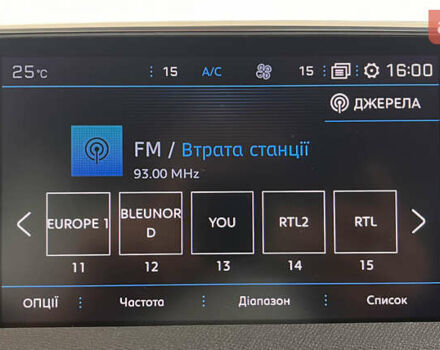 25°C : 15 A/C 15 : : 16:00
ДЖЕРЕЛА
FM / Втрата станції
93.00 MHz
EUROPE 1 BLEUNOR D YOU RTL2 RTL
11 12 13 14 15
ОПЦІЇ : Частота : Діапазон : Список